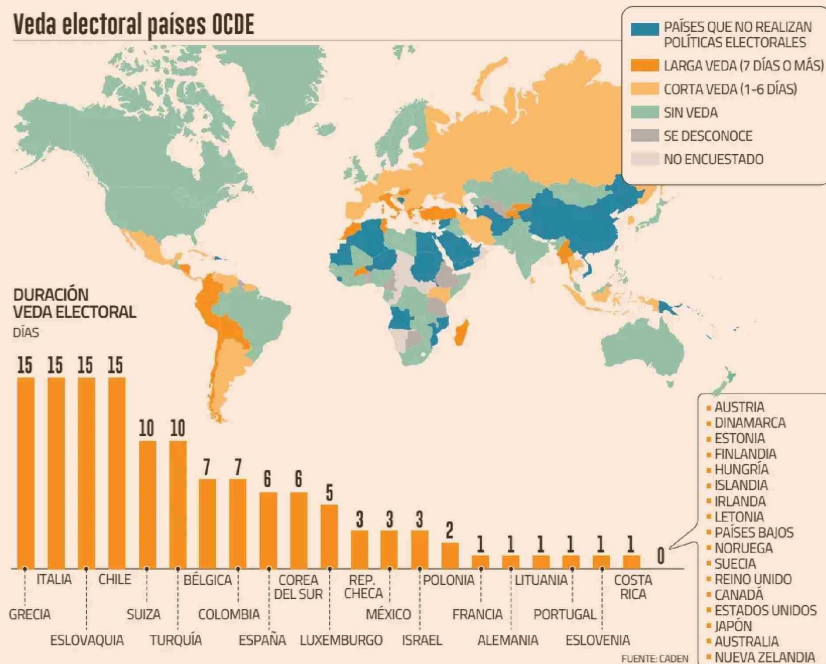 Veda electoral países OCDE
PAÍSES QUE NO REALIZAN
POLÍTICAS ELECTORALES
LARGA VEDA (7 DÍAS O MÁS)
CORTA VEDA (1-6 DÍAS)
SIN VEDA
SE DESCONOCE
NO ENCUESTADO
DURACIÓN
VEDA ELECTORAL
DÍAS
15 15 15 15 10 10 7 7 6 6 5 3 3 3 2 1 1 1 1 1 1 0
ITALIA CHILE BÉLGICA COREA REP. POLONIA LITUANIA COSTA
DEL SUR CHECA RICA
GRECIA SUIZA COLOMBIA MÉXICO FRANCIA PORTUGAL
ESLOVAQUIA TURQUÍA ESPAÑA LUXEMBURGO ISRAEL ALEMANIA ESLOVENIA
AUSTRIA
DINAMARCA
ESTONIA
FINLANDIA
HUNGRÍA
ISLANDIA
IRLANDA
LETONIA
PAÍSES BAJOS
NORUEGA
SUECIA
REINO UNIDO
CANADÁ
ESTADOS UNIDOS
JAPÓN
AUSTRALIA
NUEVA ZELANDIA
FUENTE: CADEN